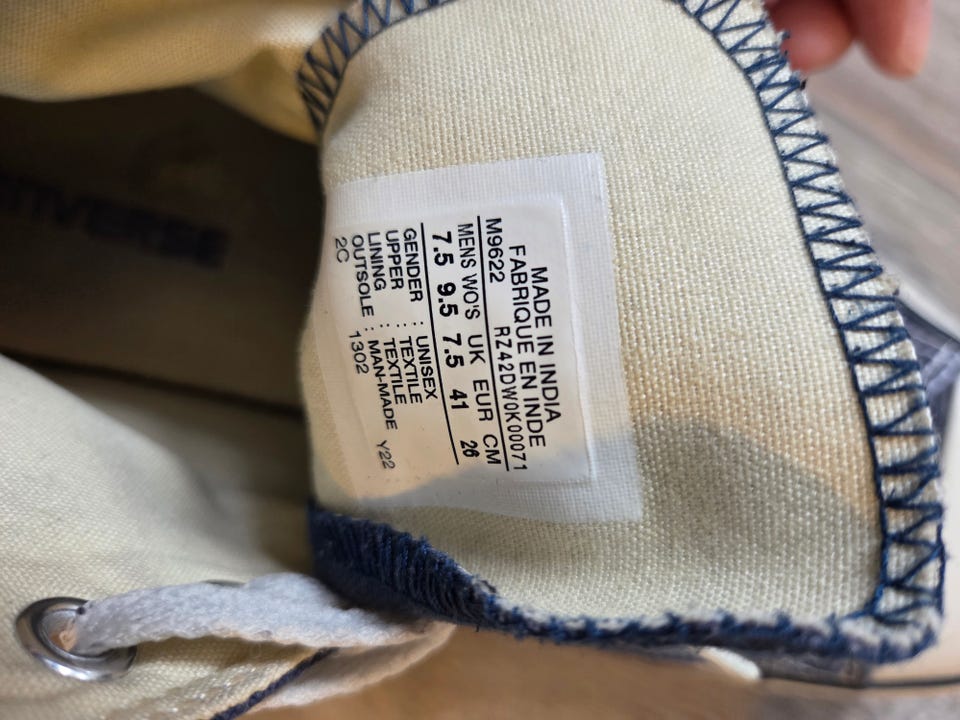 MADE IN INDIA
FABRIQUE EN INDE
M9622 RZ42DW0K00071
MENS WO'S UK EUR CM
7.5 9.5 7.5 41 26
GENDER : UNISEX
UPPER : TEXTILE
LINING : TEXTILE
OUTSOLE : MAN-MADE Y22
2C 1302